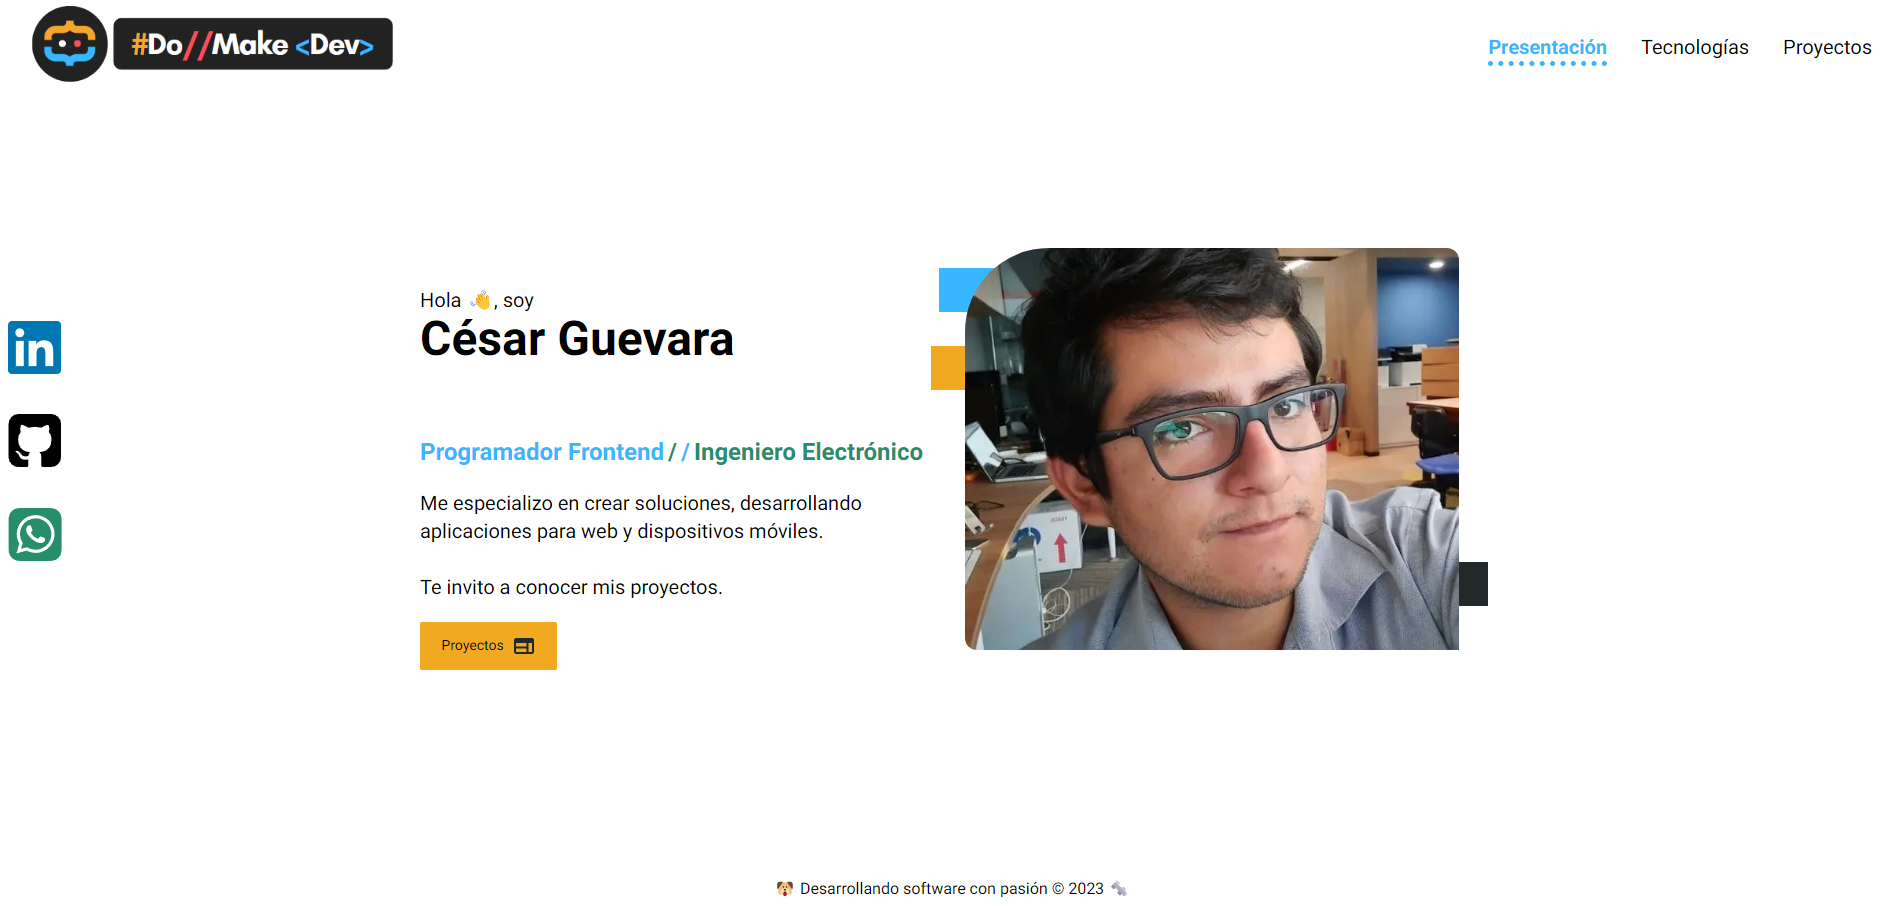 #Do//Make <Dev>
Presentación Tecnologías Proyectos
Hola 👋, soy
César Guevara
Programador Frontend // Ingeniero Electrónico
Me especializo en crear soluciones, desarrollando
aplicaciones para web y dispositivos móviles.
Te invito a conocer mis proyectos.
Proyectos
in
🐶 Desarrollando software con pasión © 2023 🔩